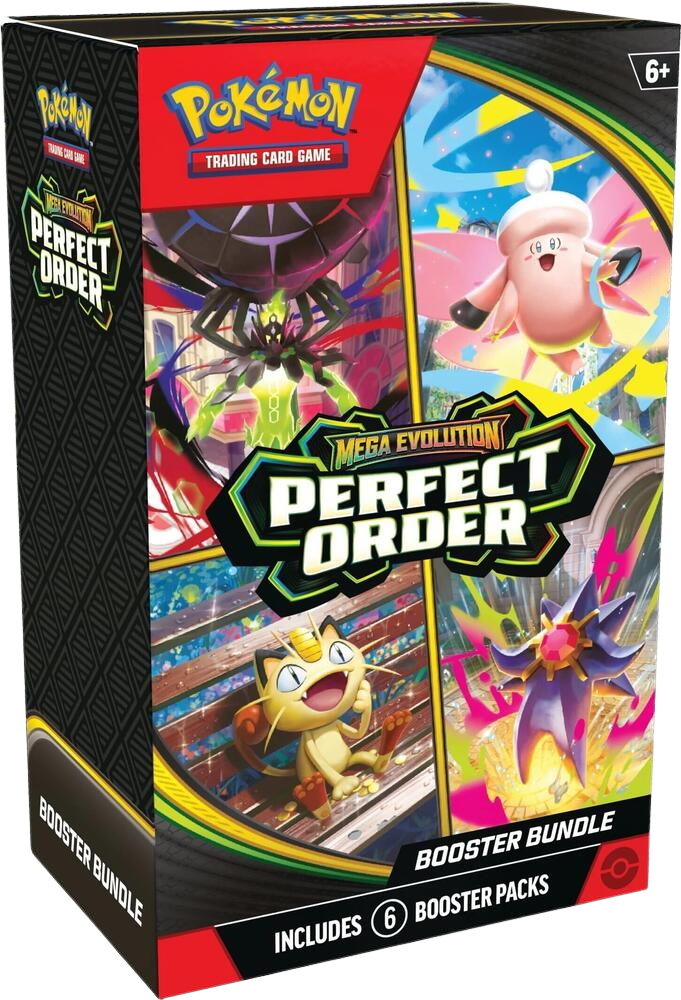 POKéMON
TRADING CARD GAME
MEGA EVOLUTION
PERFECT
ORDER
BOOSTER BUNDLE
POKéMON
TRADING CARD GAME
6+
MEGA EVOLUTION
PERFECT
ORDER
BOOSTER BUNDLE
INCLUDES 6 BOOSTER PACKS